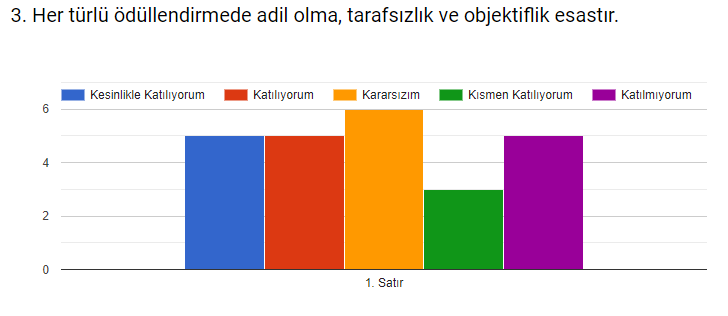 3. Her türlü ödüllendirmede adil olma, tarafsızlık ve objektiflik esastır.
Kesinlikle Katılıyorum Katılıyorum Kararsızım Kısmen Katılıyorum Katılmıyorum
6
4
2
0
1. Satır